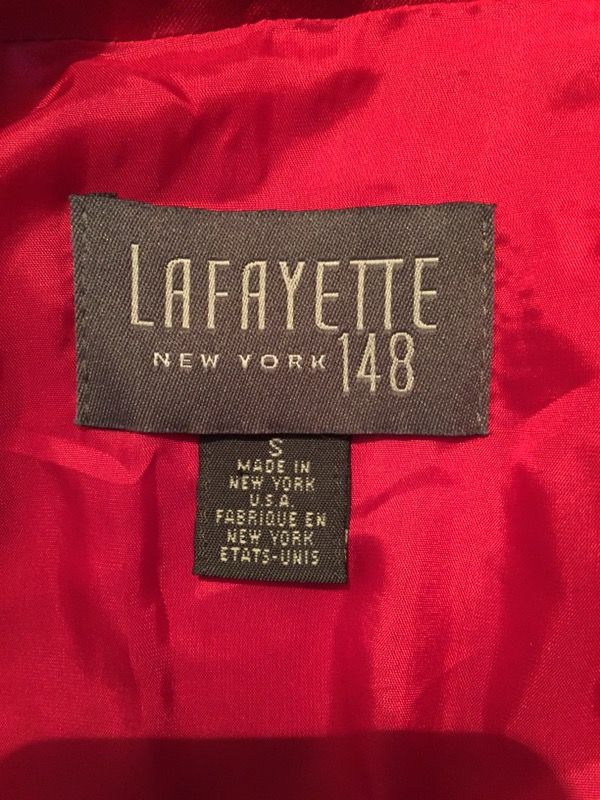 LAFAYETTE
NEW YORK 148
S
MADE IN
NEW YORK
U.S.A.
FABRIQUE EN
NEW YORK
ETATS-UNIS